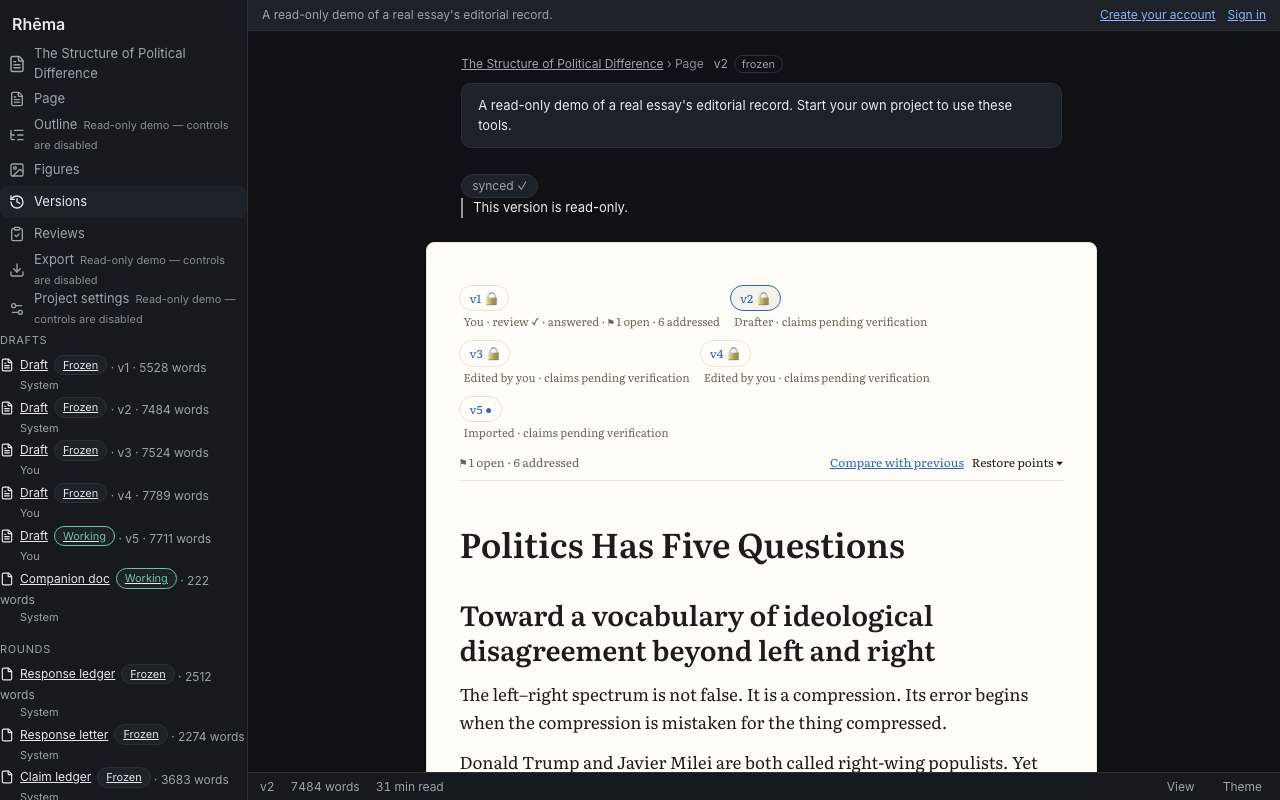 Rhēma
The Structure of Political
Difference
Page
Outline Read-only demo — controls
are disabled
Figures
Versions
Reviews
Export Read-only demo — controls
are disabled
Project settings Read-only demo —
controls are disabled
DRAFTS
Draft Frozen · v1 · 5528 words
System
Draft Frozen · v2 · 7484 words
System
Draft Frozen · v3 · 7524 words
You
Draft Frozen · v4 · 7789 words
You
Draft Working · v5 · 7711 words
You
Companion doc Working · 222
words
System
ROUNDS
Response ledger Frozen · 2512
words
System
Response letter Frozen · 2274 words
System
Claim ledger Frozen · 3683 words
System
A read-only demo of a real essay's editorial record.
Create your account Sign in
The Structure of Political Difference › Page v2 frozen
A read-only demo of a real essay's editorial record. Start your own project to use these
tools.
synced ✓
This version is read-only.
v1 🔒 v2 🔒
You · review ✓ · answered · ⚑ 1 open · 6 addressed Drafter · claims pending verification
v3 🔒 v4 🔒
Edited by you · claims pending verification Edited by you · claims pending verification
v5 ●
Imported · claims pending verification
⚑ 1 open · 6 addressed Compare with previous Restore points ▾
Politics Has Five Questions
Toward a vocabulary of ideological
disagreement beyond left and right
The left–right spectrum is not false. It is a compression. Its error begins
when the compression is mistaken for the thing compressed.
Donald Trump and Javier Milei are both called right-wing populists. Yet
v2 7484 words 31 min read View Theme